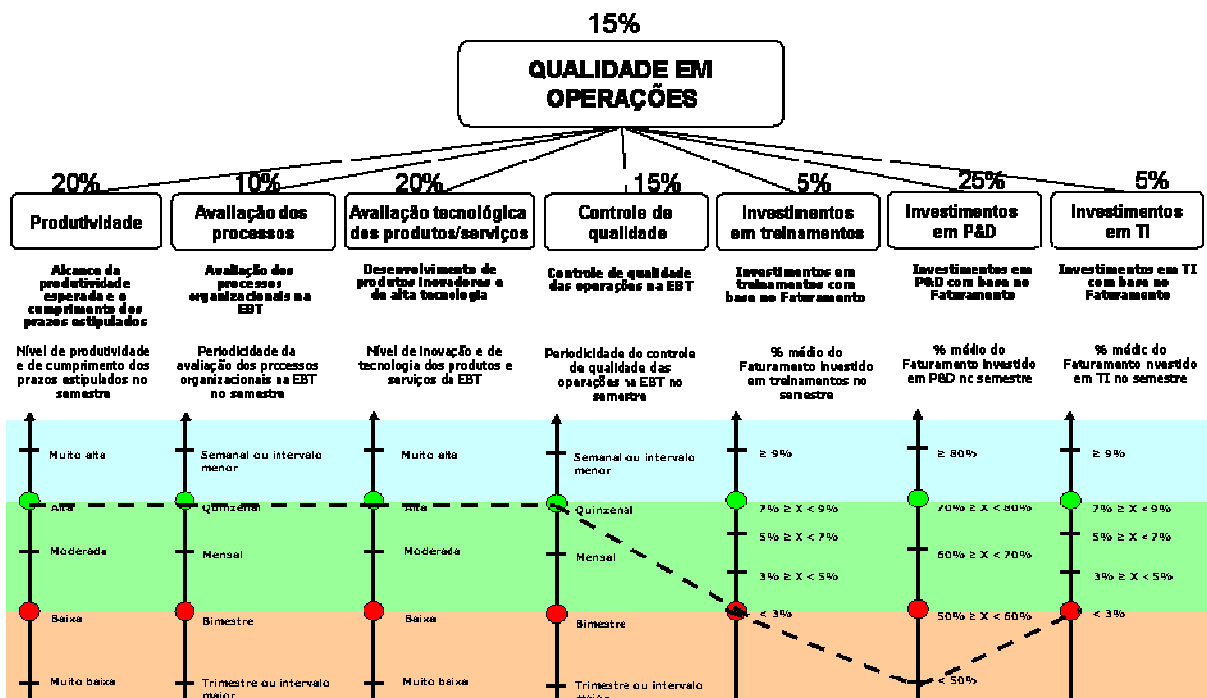 15%
QUALIDADE EM
OPERAÇÕES
20%
10%
20%
15%
5%
25%
5%
Produtividade
Avaliação dos
processos
Avaliação tecnológica
dos produtos/serviços
Controle de
qualidade
Investimentos
em treinamentos
Investimentos
em P&D
Investimentos
em TI
Alcance da
produtividade
esperada e o
cumprimento dos
prazos estipulados
Avaliação dos
processos
organizacionais na
EBT
Desenvolvimento de
produtos inovadores e
de alta tecnologia
Controle de qualidade
das operações na EBT
Investimentos em
treinamentos com
base no Faturamento
Investimentos em
P&D com base no
Faturamento
Investimentos em TI
com base no
Faturamento
Nível de produtividade
e de cumprimento dos
prazos estipulados no
semestre
Periodicidade da
avaliação dos processos
organizacionais na EBT
no semestre
Nível de inovação e de
tecnologia dos produtos e
serviços da EBT
Periodicidade do controle
de qualidade das
operações na EBT no
semestre
% médio do
Faturamento investido
em treinamentos no
semestre
% médio do
Faturamento investido
em P&D no semestre
% médio do
Faturamento investido
em TI no semestre
Muito alta
Alta
Moderada
Baixa
Muito baixa
Semanal ou intervalo
menor
Quinzenal
Mensal
Bimestre
Trimestre ou intervalo
maior
Muito alta
Alta
Moderada
Baixa
Muito baixa
Semanal ou intervalo
menor
Quinzenal
Mensal
Bimestre
Trimestre ou intervalo
≥ 9%
7% ≥ X < 9%
5% ≥ X < 7%
3% ≥ X < 5%
< 3%
≥ 80%
70% ≥ X < 80%
60% ≥ X < 70%
50% ≥ X < 60%
< 50%
≥ 9%
7% ≥ X < 9%
5% ≥ X < 7%
3% ≥ X < 5%
< 3%